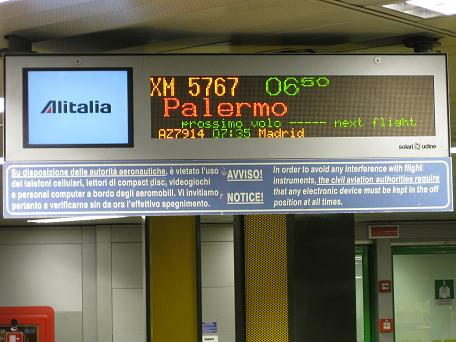 Alitalia
XM 5767 06 50
Palermo
prossimo volo ----- next flight
AZ7914 07:35 Madrid
solari udine
Su disposizione delle autorità aeronautiche, è vietato l'uso
dei telefoni cellulari, lettori di compact disc, videogiochi
e personal computer a bordo degli aeromobili. Vi invitiamo
pertanto a verificarne sin da ora l'effettivo spegnimento.
AVVISO!
NOTICE!
In order to avoid any interference with flight
instruments, the civil aviation authorities require
that any electronic device must be kept in the off
position at all times.